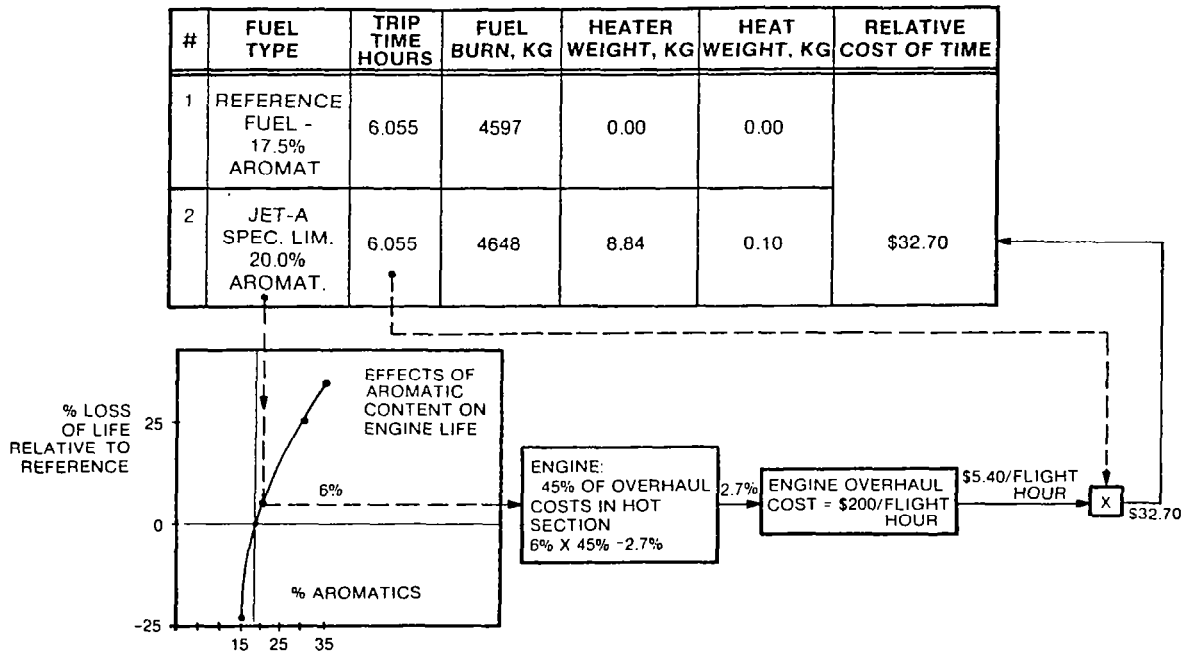 #
FUEL
TYPE
TRIP
TIME
HOURS
FUEL
BURN, KG
HEATER
WEIGHT, KG
HEAT
WEIGHT, KG
RELATIVE
COST OF TIME
1
REFERENCE
FUEL -
17.5%
AROMAT
6.055
4597
0.00
0.00
2
JET-A
SPEC. LIM.
20.0%
AROMAT.
6.055
4648
8.84
0.10
$32.70
% LOSS
OF LIFE
RELATIVE TO
REFERENCE
25
0
-25
EFFECTS OF
AROMATIC
CONTENT ON
ENGINE LIFE
6%
% AROMATICS
15 25 35
ENGINE:
45% OF OVERHAUL
COSTS IN HOT
SECTION
6% X 45% -2.7%
2.7%
ENGINE OVERHAUL
COST = $200/FLIGHT
HOUR
$5.40/FLIGHT
HOUR
X
$32.70